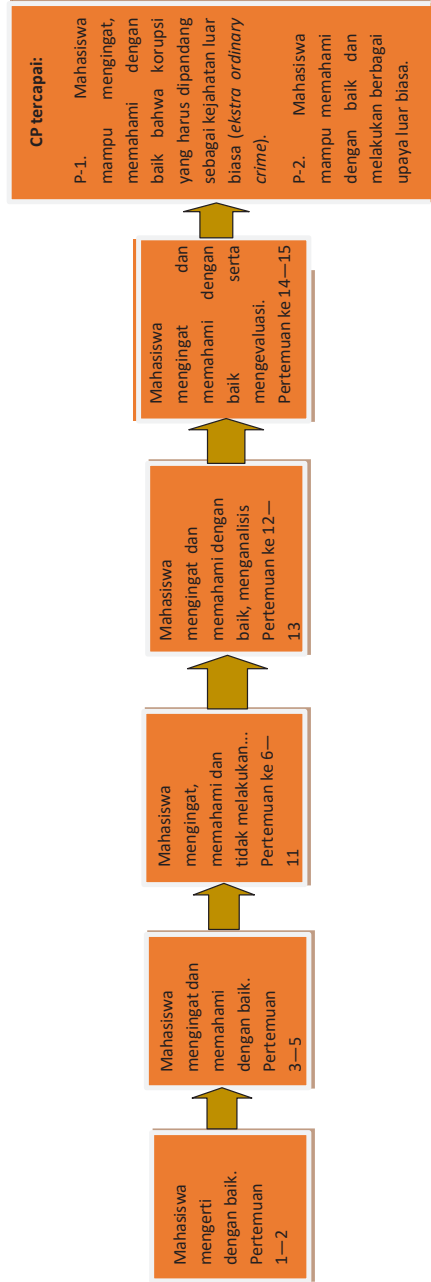 Mahasiswa
mengerti
dengan baik.
Pertemuan
1—2
Mahasiswa
mengingat dan
memahami
dengan baik.
Pertemuan
3—5
Mahasiswa
mengingat,
memahami dan
tidak melakukan...
Pertemuan ke 6—
11
Mahasiswa
mengingat dan
memahami dengan
baik, menganalisis
Pertemuan ke 12—
13
Mahasiswa
mengingat dan
memahami dengan
baik serta
mengevaluasi.
Pertemuan ke 14—15
CP tercapai:
P-1. Mahasiswa
mampu mengingat,
memahami dengan
baik bahwa korupsi
yang harus dipandang
sebagai kejahatan luar
biasa (ekstra ordinary
crime).
P-2. Mahasiswa
mampu memahami
dengan baik dan
melakukan berbagai
upaya luar biasa.